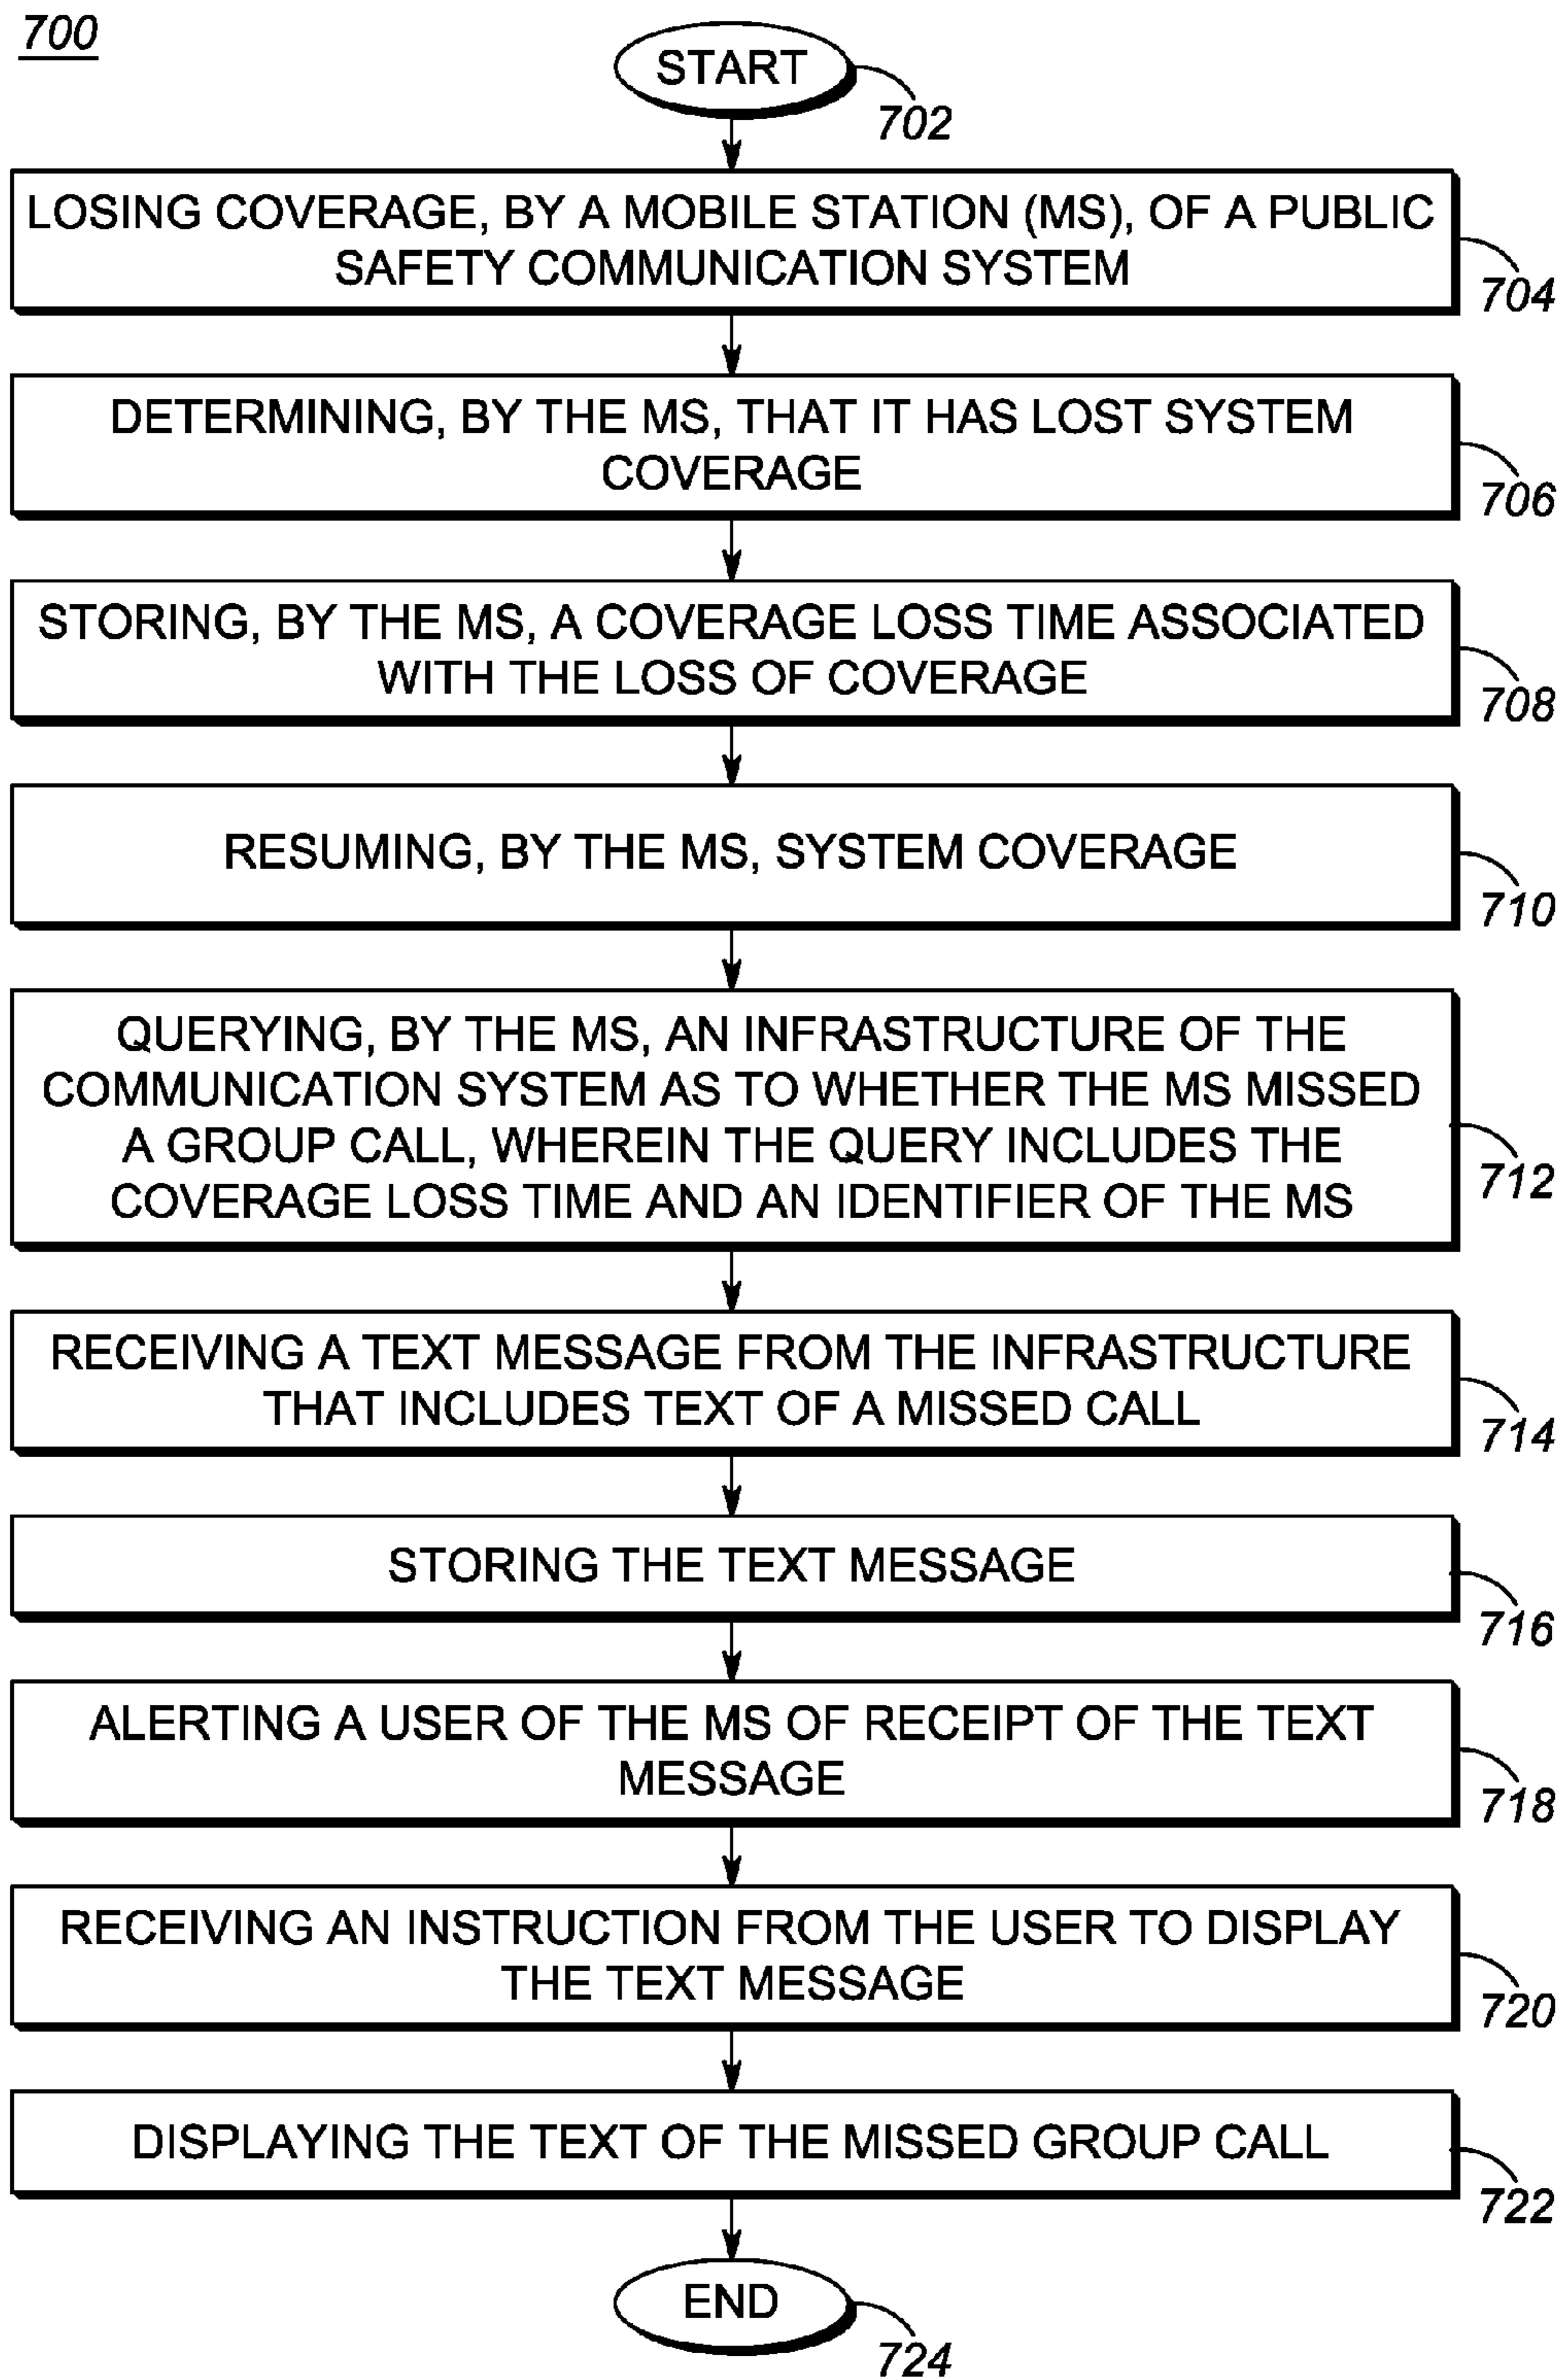 700
START
702
LOSING COVERAGE, BY A MOBILE STATION (MS), OF A PUBLIC
SAFETY COMMUNICATION SYSTEM
704
DETERMINING, BY THE MS, THAT IT HAS LOST SYSTEM
COVERAGE
706
STORING, BY THE MS, A COVERAGE LOSS TIME ASSOCIATED
WITH THE LOSS OF COVERAGE
708
RESUMING, BY THE MS, SYSTEM COVERAGE
710
QUERYING, BY THE MS, AN INFRASTRUCTURE OF THE
COMMUNICATION SYSTEM AS TO WHETHER THE MS MISSED
A GROUP CALL, WHEREIN THE QUERY INCLUDES THE
COVERAGE LOSS TIME AND AN IDENTIFIER OF THE MS
712
RECEIVING A TEXT MESSAGE FROM THE INFRASTRUCTURE
THAT INCLUDES TEXT OF A MISSED CALL
714
STORING THE TEXT MESSAGE
716
ALERTING A USER OF THE MS OF RECEIPT OF THE TEXT
MESSAGE
718
RECEIVING AN INSTRUCTION FROM THE USER TO DISPLAY
THE TEXT MESSAGE
720
DISPLAYING THE TEXT OF THE MISSED GROUP CALL
722
END
724